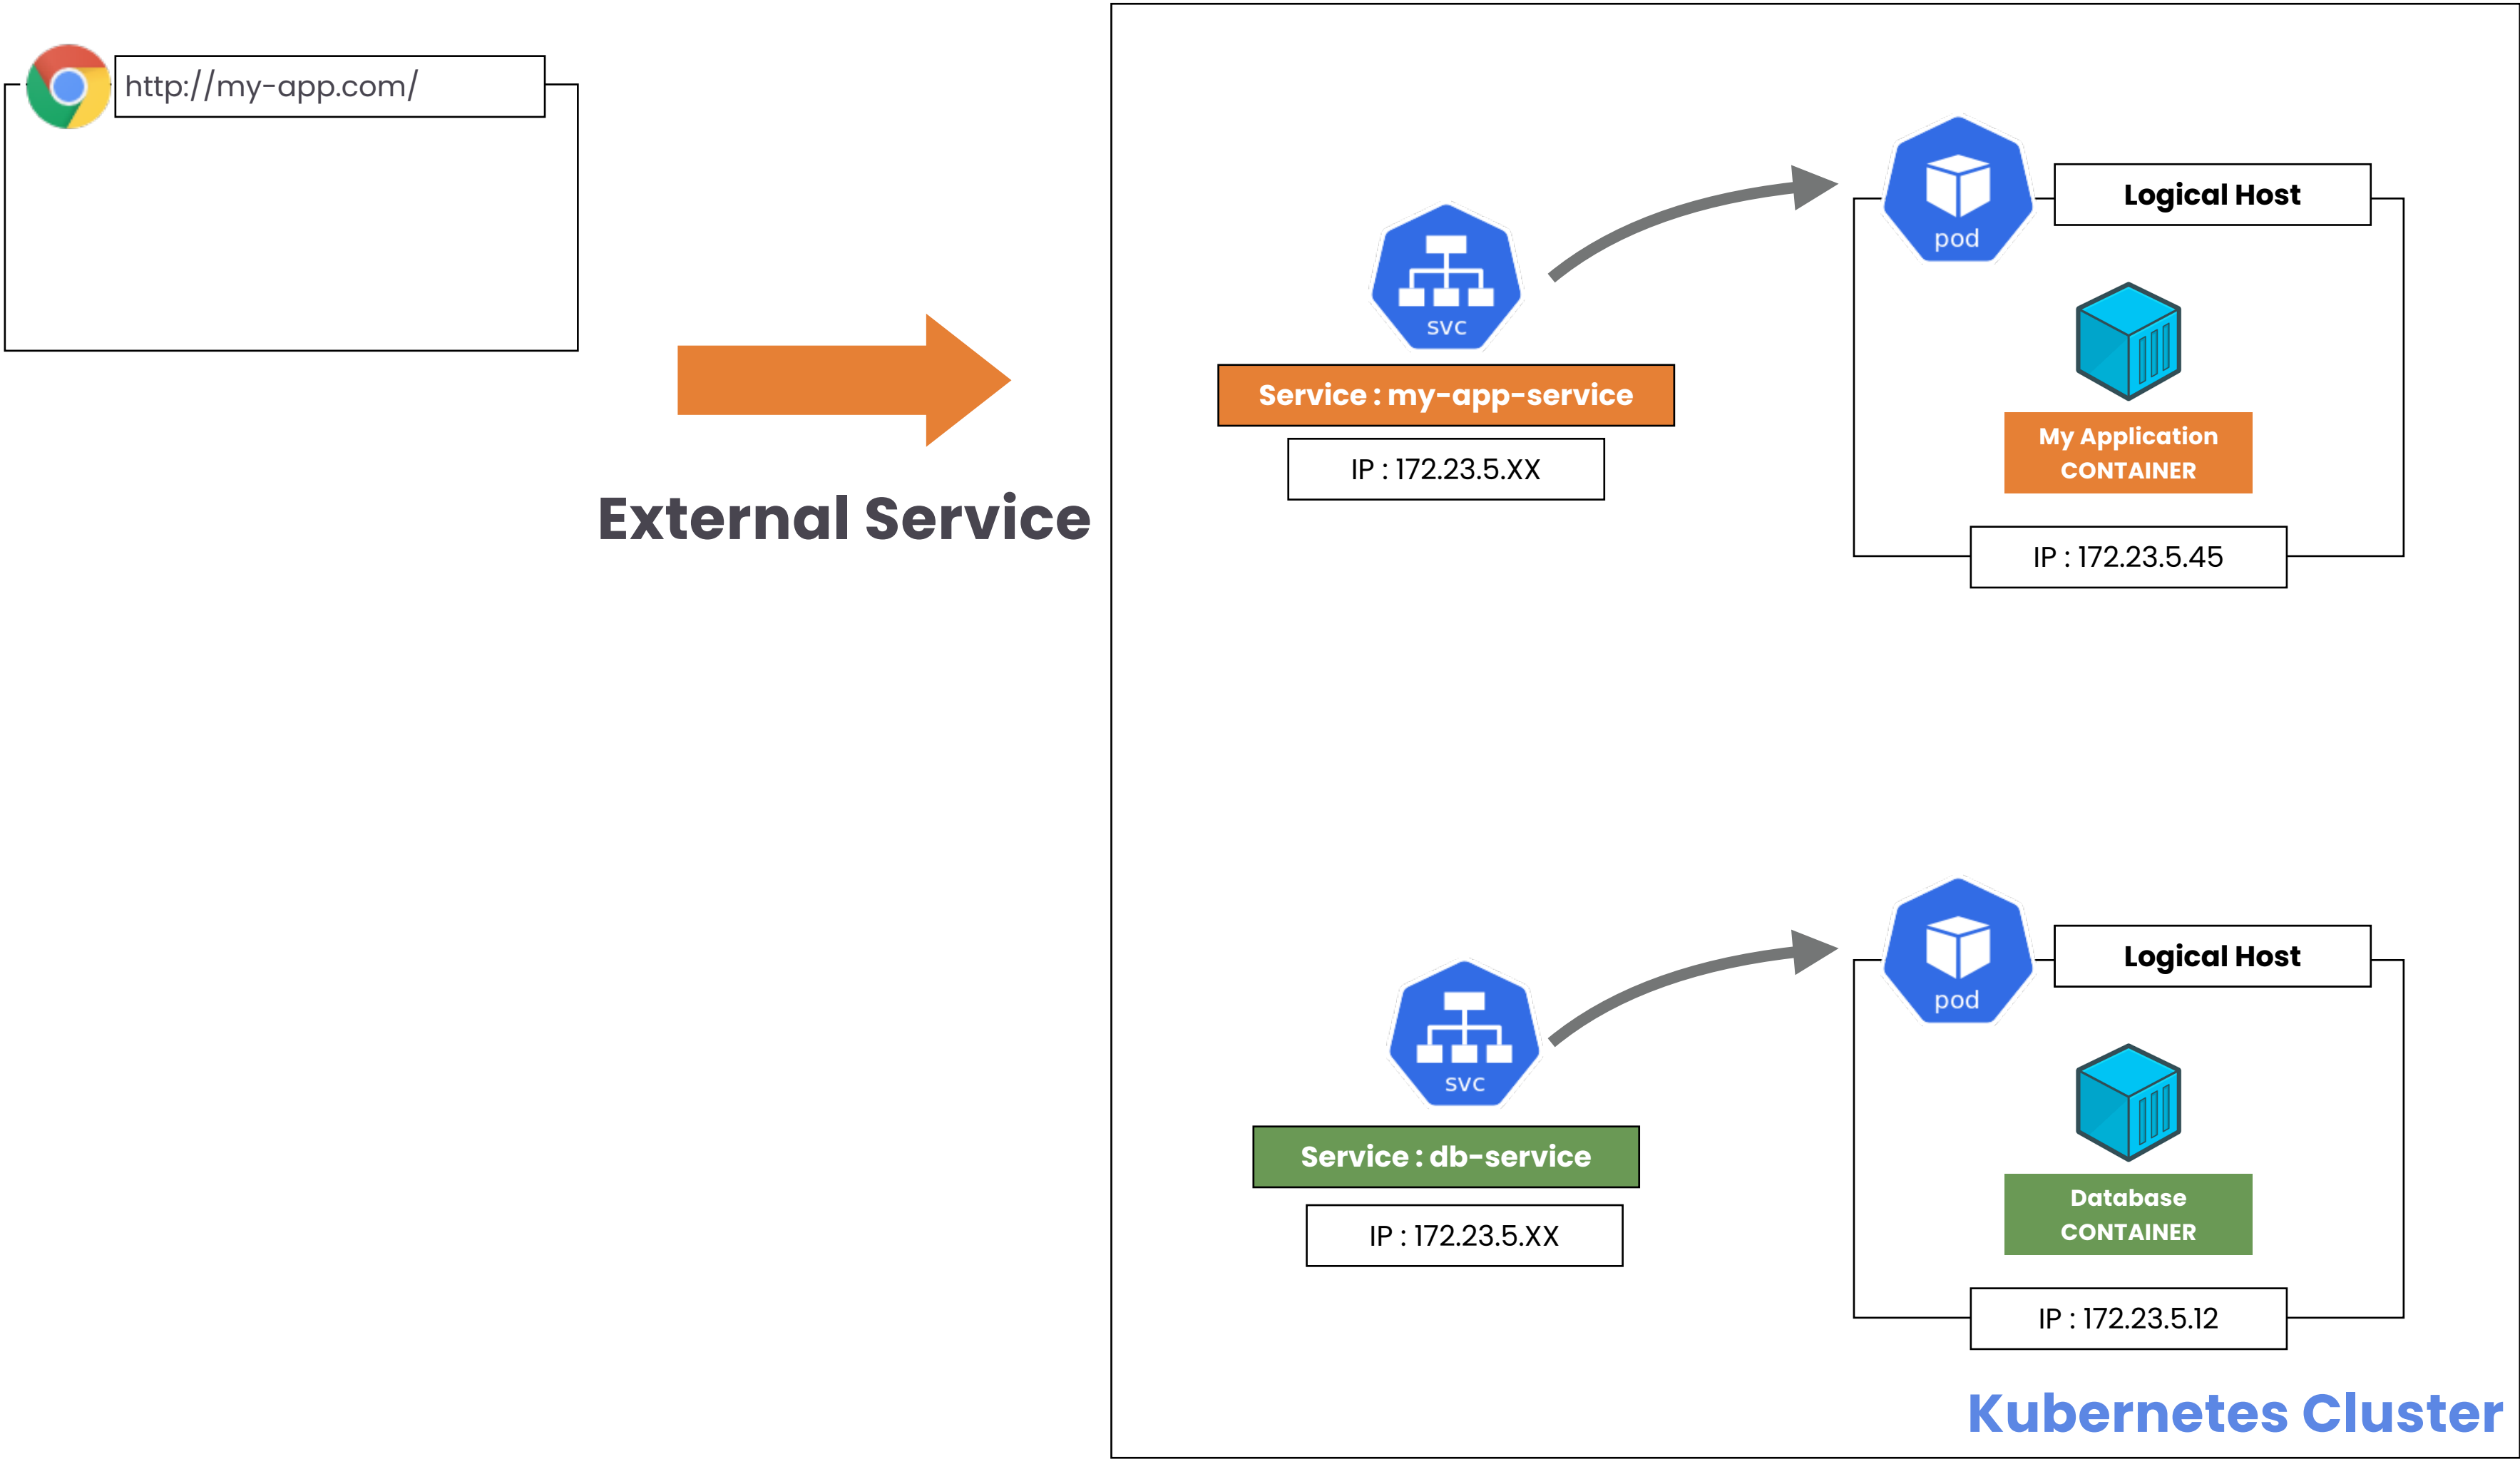 http://my-app.com/
External Service
svc
Service : my-app-service
IP : 172.23.5.XX
pod
Logical Host
My Application
CONTAINER
IP : 172.23.5.45
svc
Service : db-service
IP : 172.23.5.XX
pod
Logical Host
Database
CONTAINER
IP : 172.23.5.12
Kubernetes Cluster